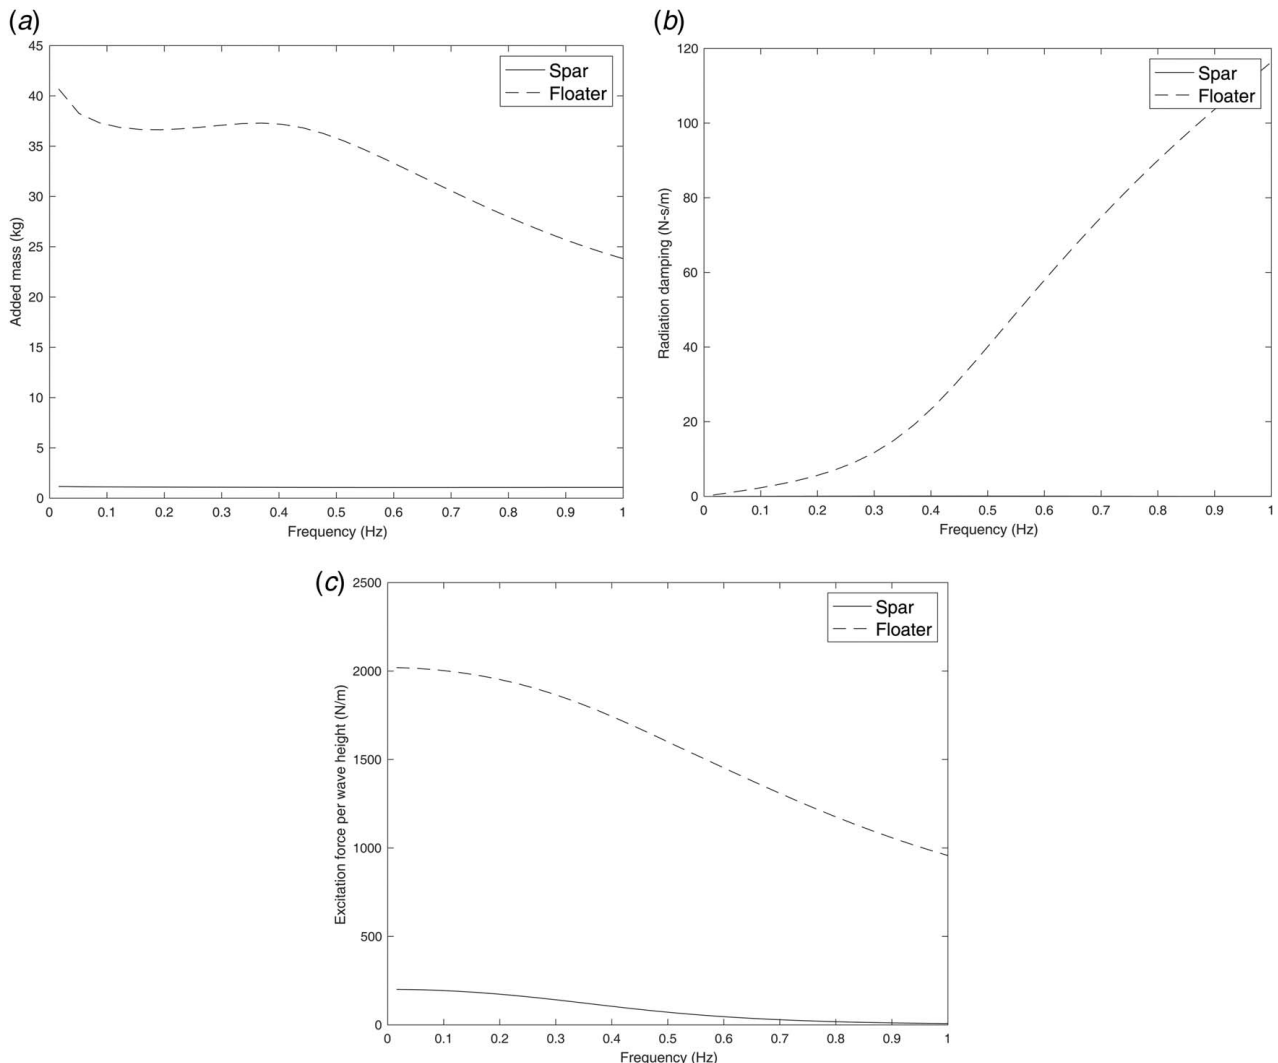 (a)
45
40
35
30
25
20
15
10
5
0
Added mass (kg)
Spar
Floater
0 0.1 0.2 0.3 0.4 0.5 0.6 0.7 0.8 0.9 1
Frequency (Hz)
(b)
120
100
80
60
40
20
0
Radiation damping (N-s/m)
Spar
Floater
0 0.1 0.2 0.3 0.4 0.5 0.6 0.7 0.8 0.9 1
Frequency (Hz)
(c)
2500
2000
1500
1000
500
0
Excitation force per wave height (N/m)
Spar
Floater
0 0.1 0.2 0.3 0.4 0.5 0.6 0.7 0.8 0.9 1
Frequency (Hz)